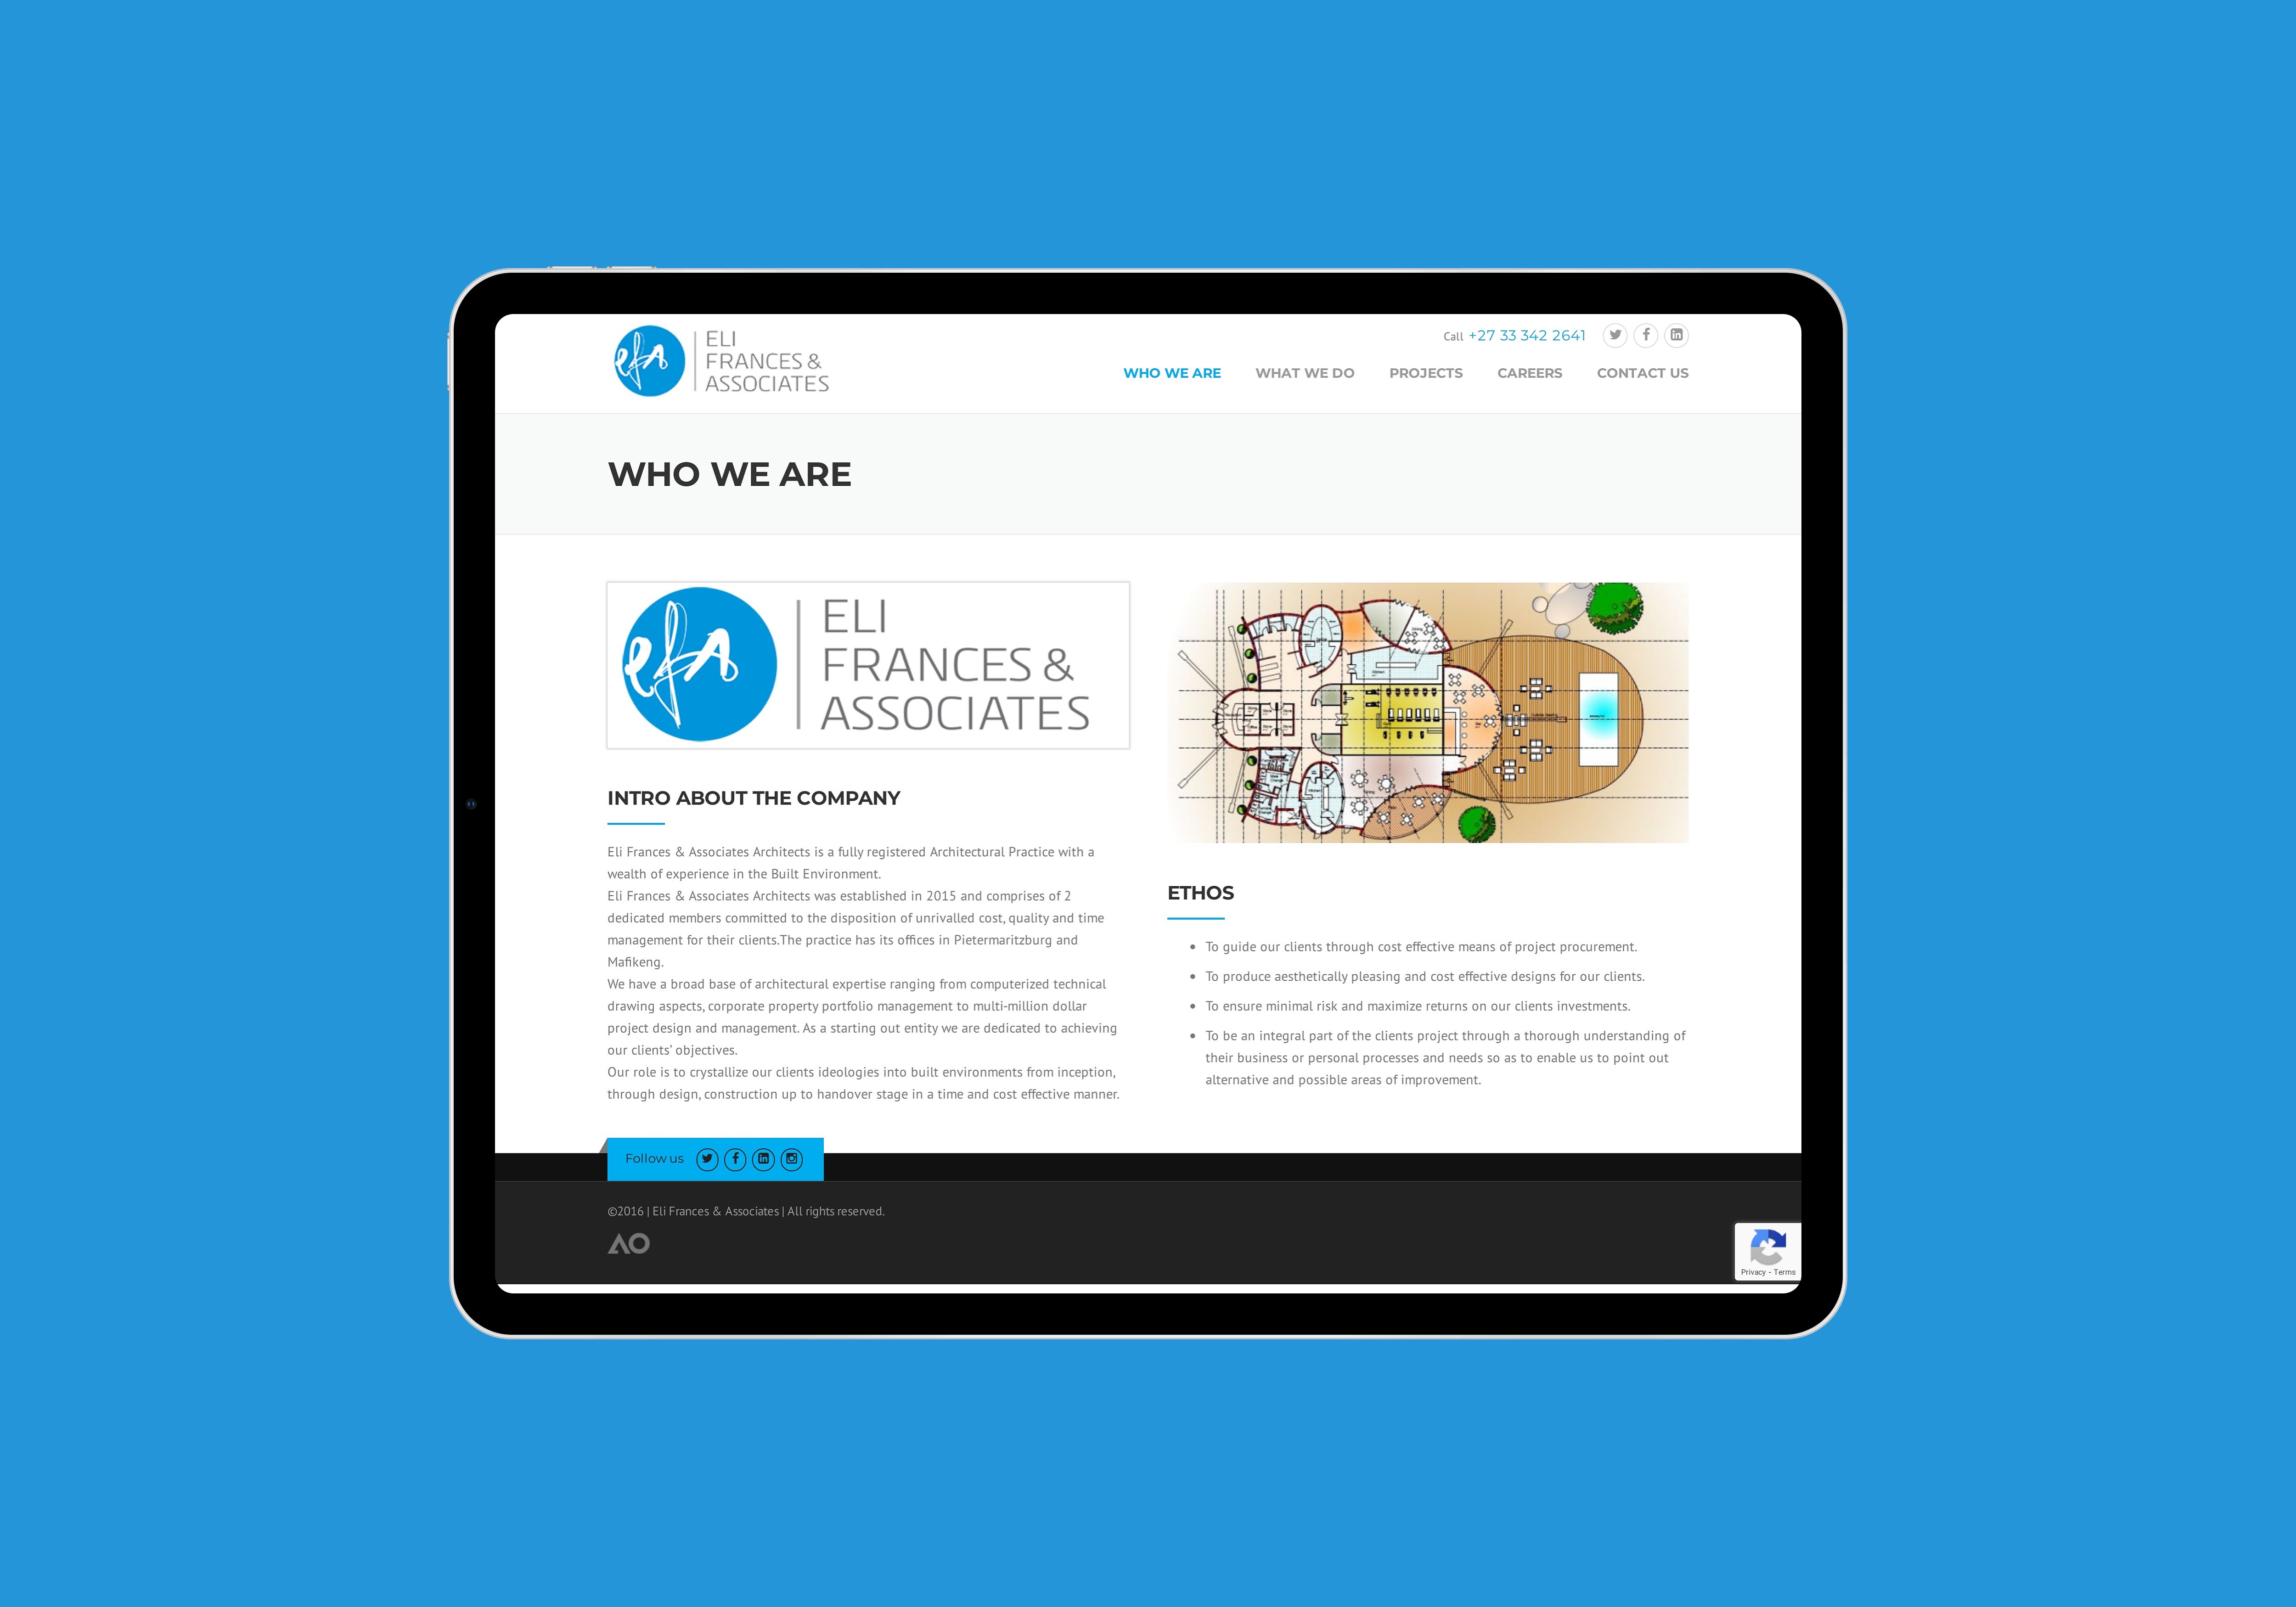 efa
ELI
FRANCES &
ASSOCIATES
Call +27 33 342 2641
WHO WE ARE WHAT WE DO PROJECTS CAREERS CONTACT US
WHO WE ARE
efa
ELI
FRANCES &
ASSOCIATES
INTRO ABOUT THE COMPANY
Eli Frances & Associates Architects is a fully registered Architectural Practice with a
wealth of experience in the Built Environment.
Eli Frances & Associates Architects was established in 2015 and comprises of 2
dedicated members committed to the disposition of unrivalled cost, quality and time
management for their clients.The practice has its offices in Pietermaritzburg and
Mafikeng.
We have a broad base of architectural expertise ranging from computerized technical
drawing aspects, corporate property portfolio management to multi-million dollar
project design and management. As a starting out entity we are dedicated to achieving
our clients' objectives.
Our role is to crystallize our clients ideologies into built environments from inception,
through design, construction up to handover stage in a time and cost effective manner.
ETHOS
• To guide our clients through cost effective means of project procurement.
• To produce aesthetically pleasing and cost effective designs for our clients.
• To ensure minimal risk and maximize returns on our clients investments.
• To be an integral part of the clients project through a thorough understanding of
their business or personal processes and needs so as to enable us to point out
alternative and possible areas of improvement.
Follow us
©2016 | Eli Frances & Associates | All rights reserved.
AO
Privacy - Terms